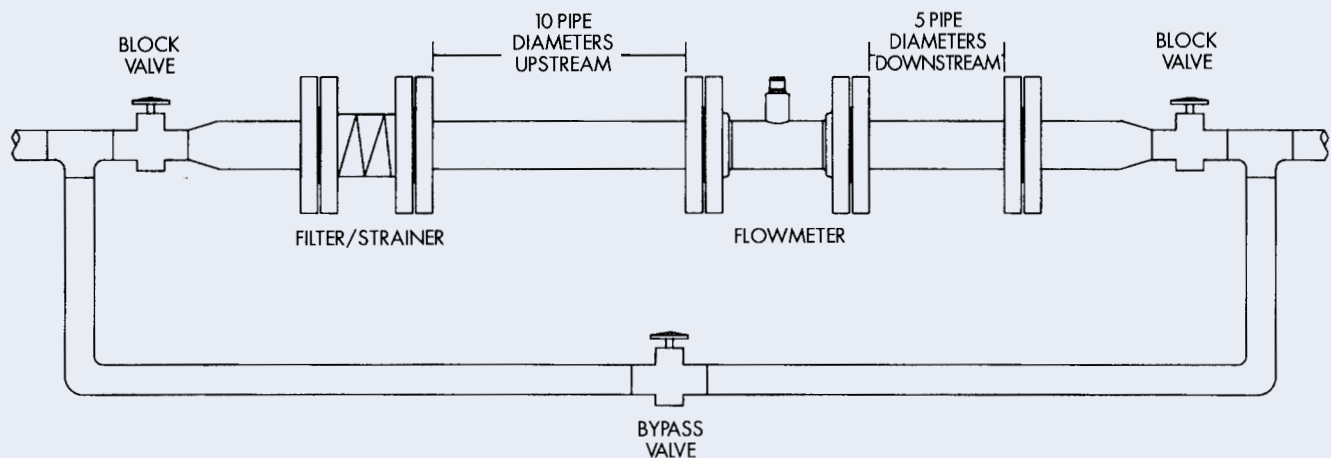 10 PIPE
DIAMETERS
UPSTREAM
5 PIPE
DIAMETERS
DOWNSTREAM
BLOCK
VALVE
BLOCK
VALVE
FILTER/STRAINER
FLOWMETER
BYPASS
VALVE